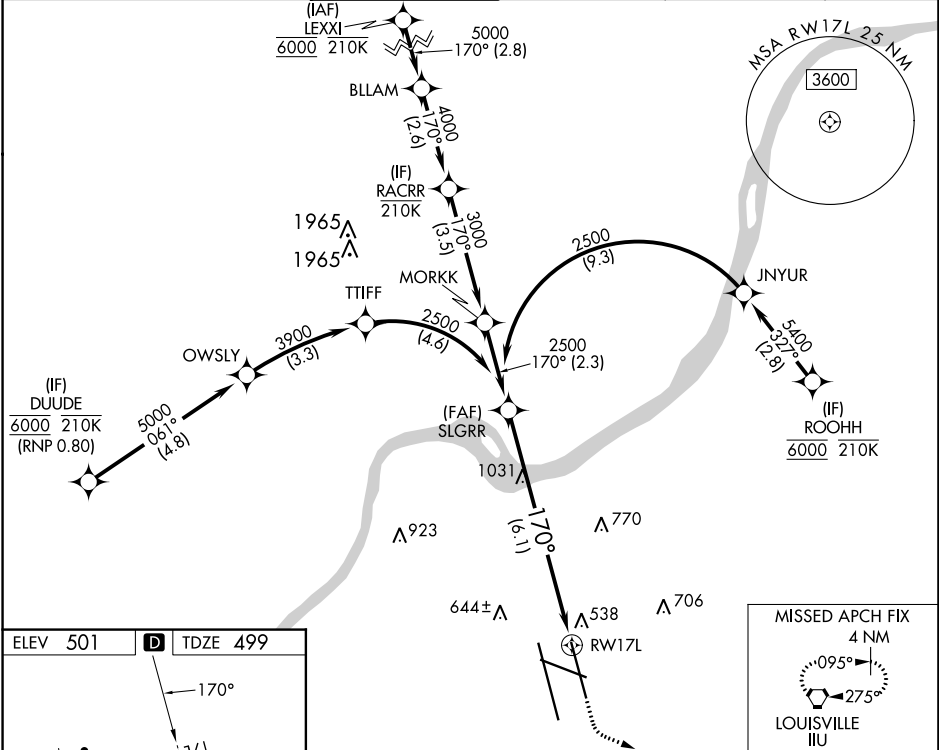 (IAF)
LEXXI
6000 210K
5000
170° (2.8)
BLLAM
4000
170°
(2.6)
(IF)
RACRR
210K
3000
170°
(3.5)
MSA RW17L 25 NM
3600
1965
1965
MORKK
2500
(9.3)
JNYUR
TTIFF
2500
(4.6)
3900
(3.3)
OWSLY
2500
170° (2.3)
5400
327°
(2.8)
(IF)
DUUDE
6000 210K
(RNP 0.80)
5000
061°
(4.8)
(FAF)
SLGRR
(IF)
ROOHH
6000 210K
1031
170°
(6.1)
923
770
644±
538
706
RW17L
ELEV 501
D
TDZE 499
170°
MISSED APCH FIX
4 NM
095°
275°
LOUISVILLE
IIU